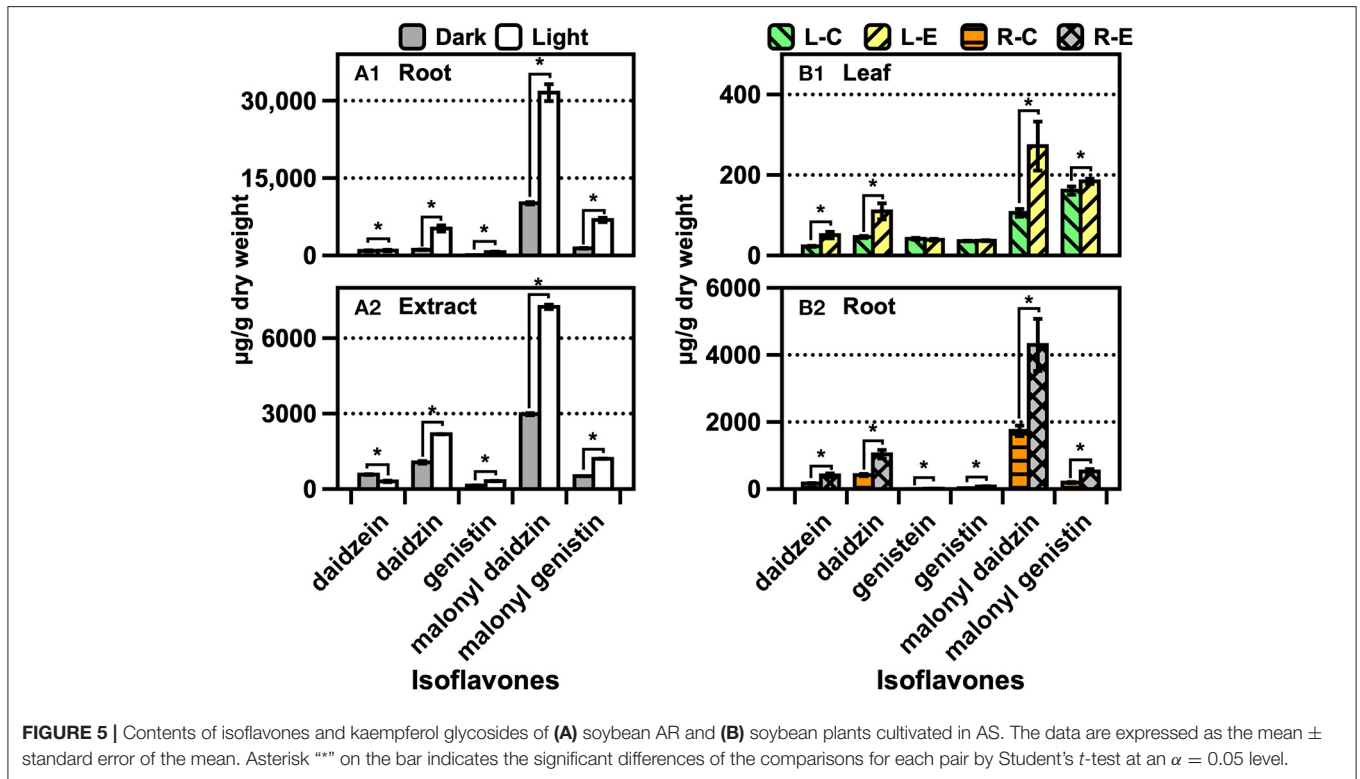 Dark Light
A1 Root
30,000
15,000
0
*
*
*
*
*
A2 Extract
6000
3000
0
*
*
*
*
*
µg/g dry weight
daidzein
daidzin
genistin
malonyl daidzin
malonyl genistin
Isoflavones
L-C L-E R-C R-E
B1 Leaf
400
200
0
*
*
*
*
B2 Root
6000
4000
2000
0
*
*
*
*
*
*
µg/g dry weight
daidzein
daidzin
genistein
genistin
malonyl daidzin
malonyl genistin
Isoflavones
FIGURE 5 | Contents of isoflavones and kaempferol glycosides of (A) soybean AR and (B) soybean plants cultivated in AS. The data are expressed as the mean ±
standard error of the mean. Asterisk “*” on the bar indicates the significant differences of the comparisons for each pair by Student’s t-test at an α = 0.05 level.